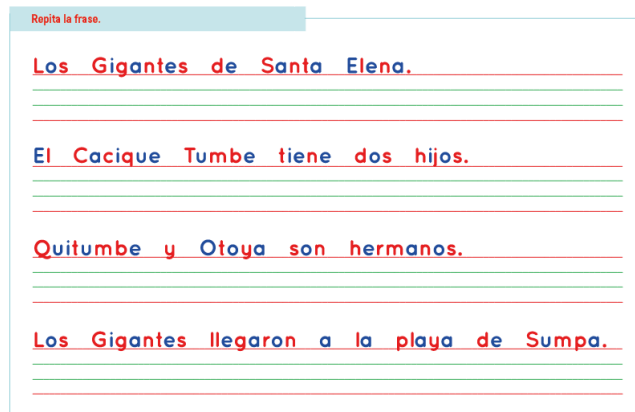 Repita la frase.
Los Gigantes de Santa Elena.
El Cacique Tumbe tiene dos hijos.
Quitumbe y Otoya son hermanos.
Los Gigantes llegaron a la playa de Sumpa.